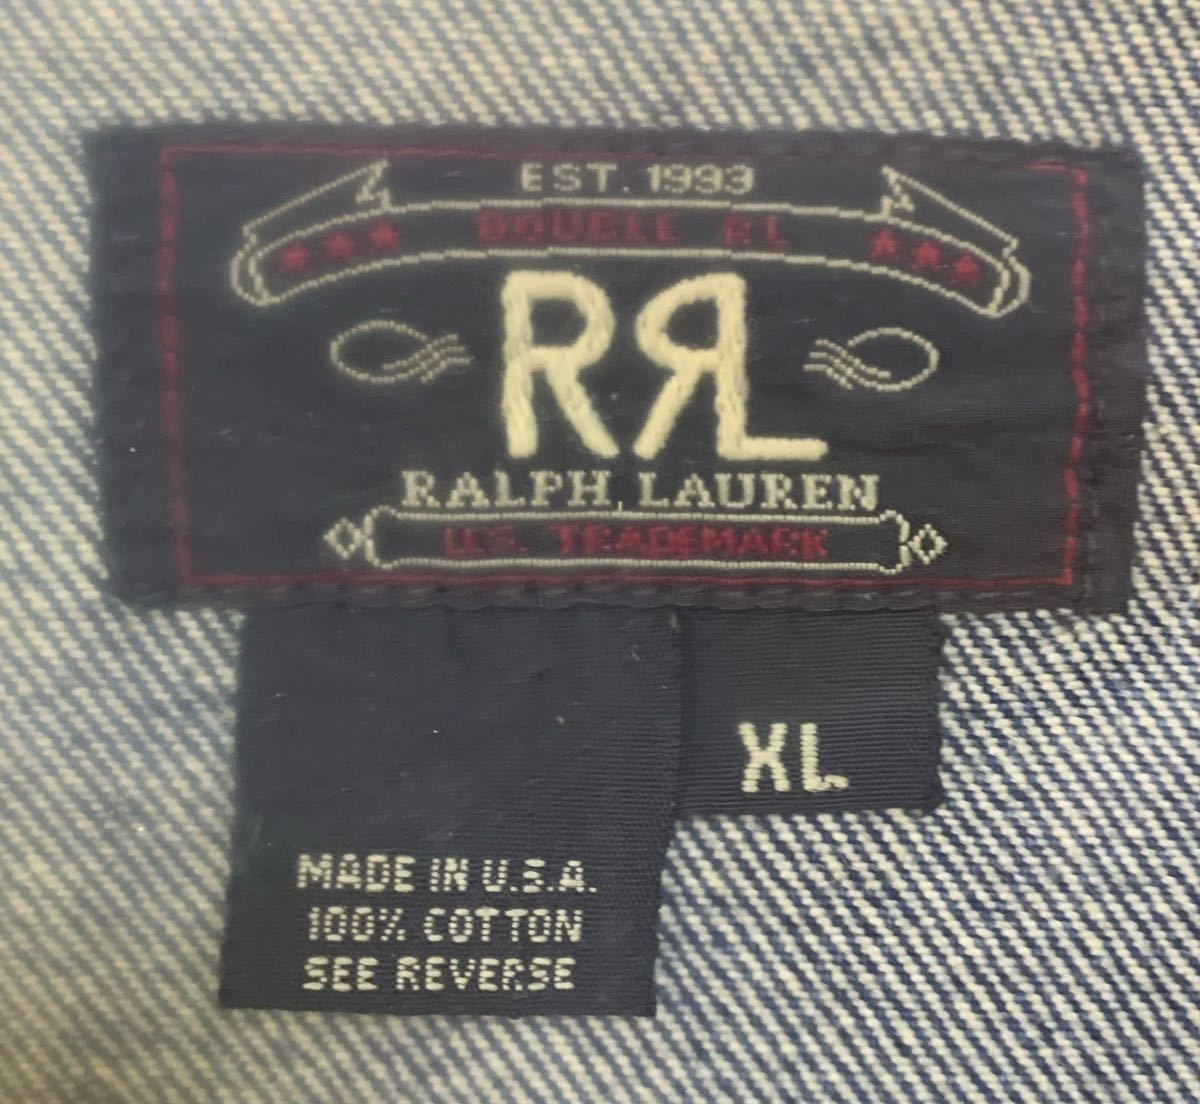 EST. 1993
★★★ DOUBLE RL ★★★
RRL
RALPH LAUREN
U.S. TRADEMARK
XL
MADE IN U.S.A.
100% COTTON
SEE REVERSE